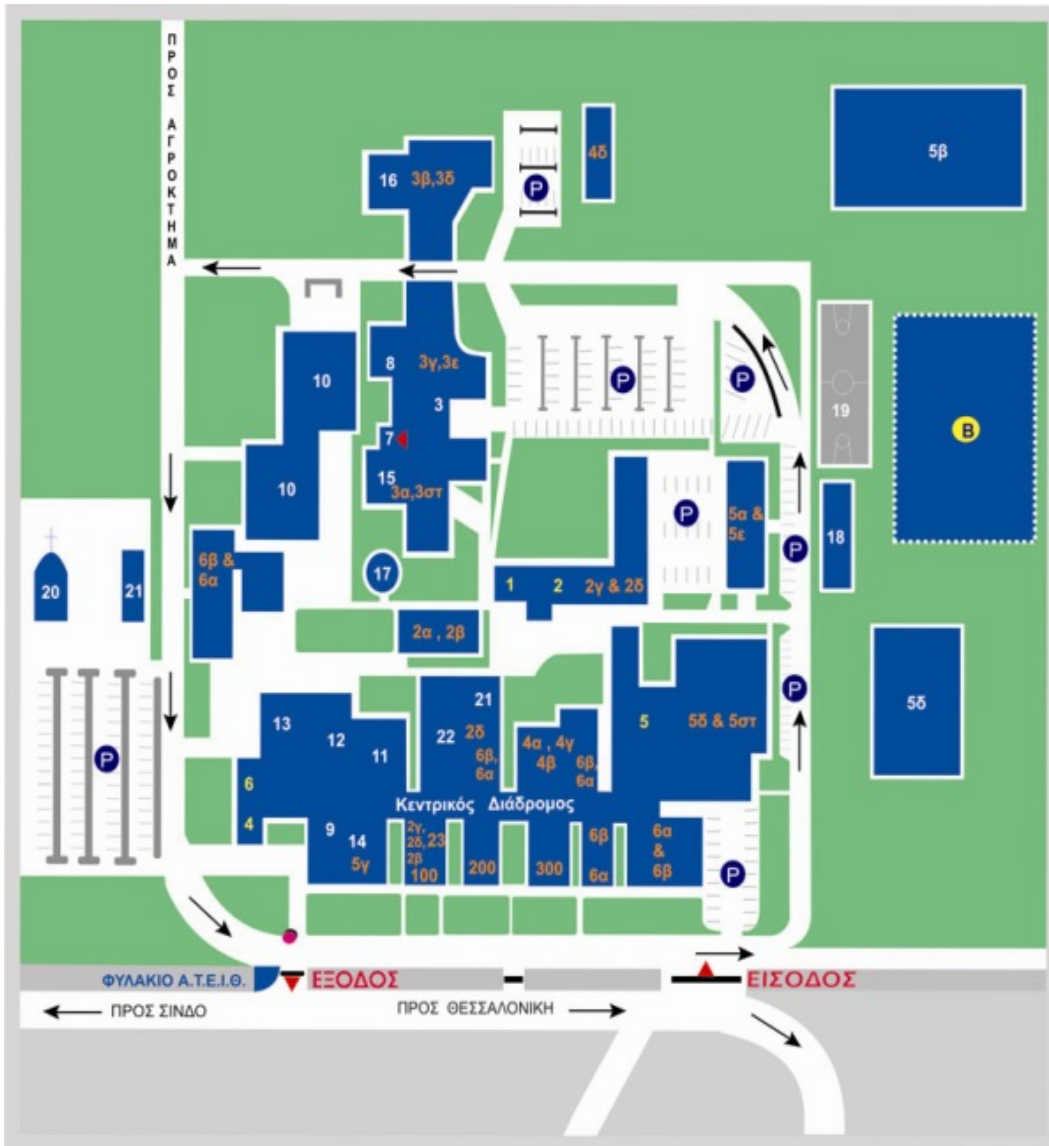 ΠΡΟΣ ΑΓΡΟΚΤΗΜΑ
16 3β,3δ
P
4δ
5β
8 3γ,3ε
3
7
15
3α,3στ
10
10
P
P
19
B
P
5α &
5ε
P
18
6β &
6α
20
21
17
1 2 2γ & 2δ
2α , 2β
P
5δ
13
12
11
21
22 2δ
6β,
6α
4α , 4γ
4β
6β,
6α
5 5δ & 5στ
P
6
4
Κεντρικός Διάδρομος
9
14
5γ
2γ,
2δ, 23
2β
100
200
300
6β
6α
6α
&
6β
P
ΦΥΛΑΚΙΟ Α.Τ.Ε.Ι.Θ.
ΕΞΟΔΟΣ
ΕΙΣΟΔΟΣ
ΠΡΟΣ ΣΙΝΔΟ
ΠΡΟΣ ΘΕΣΣΑΛΟΝΙΚΗ